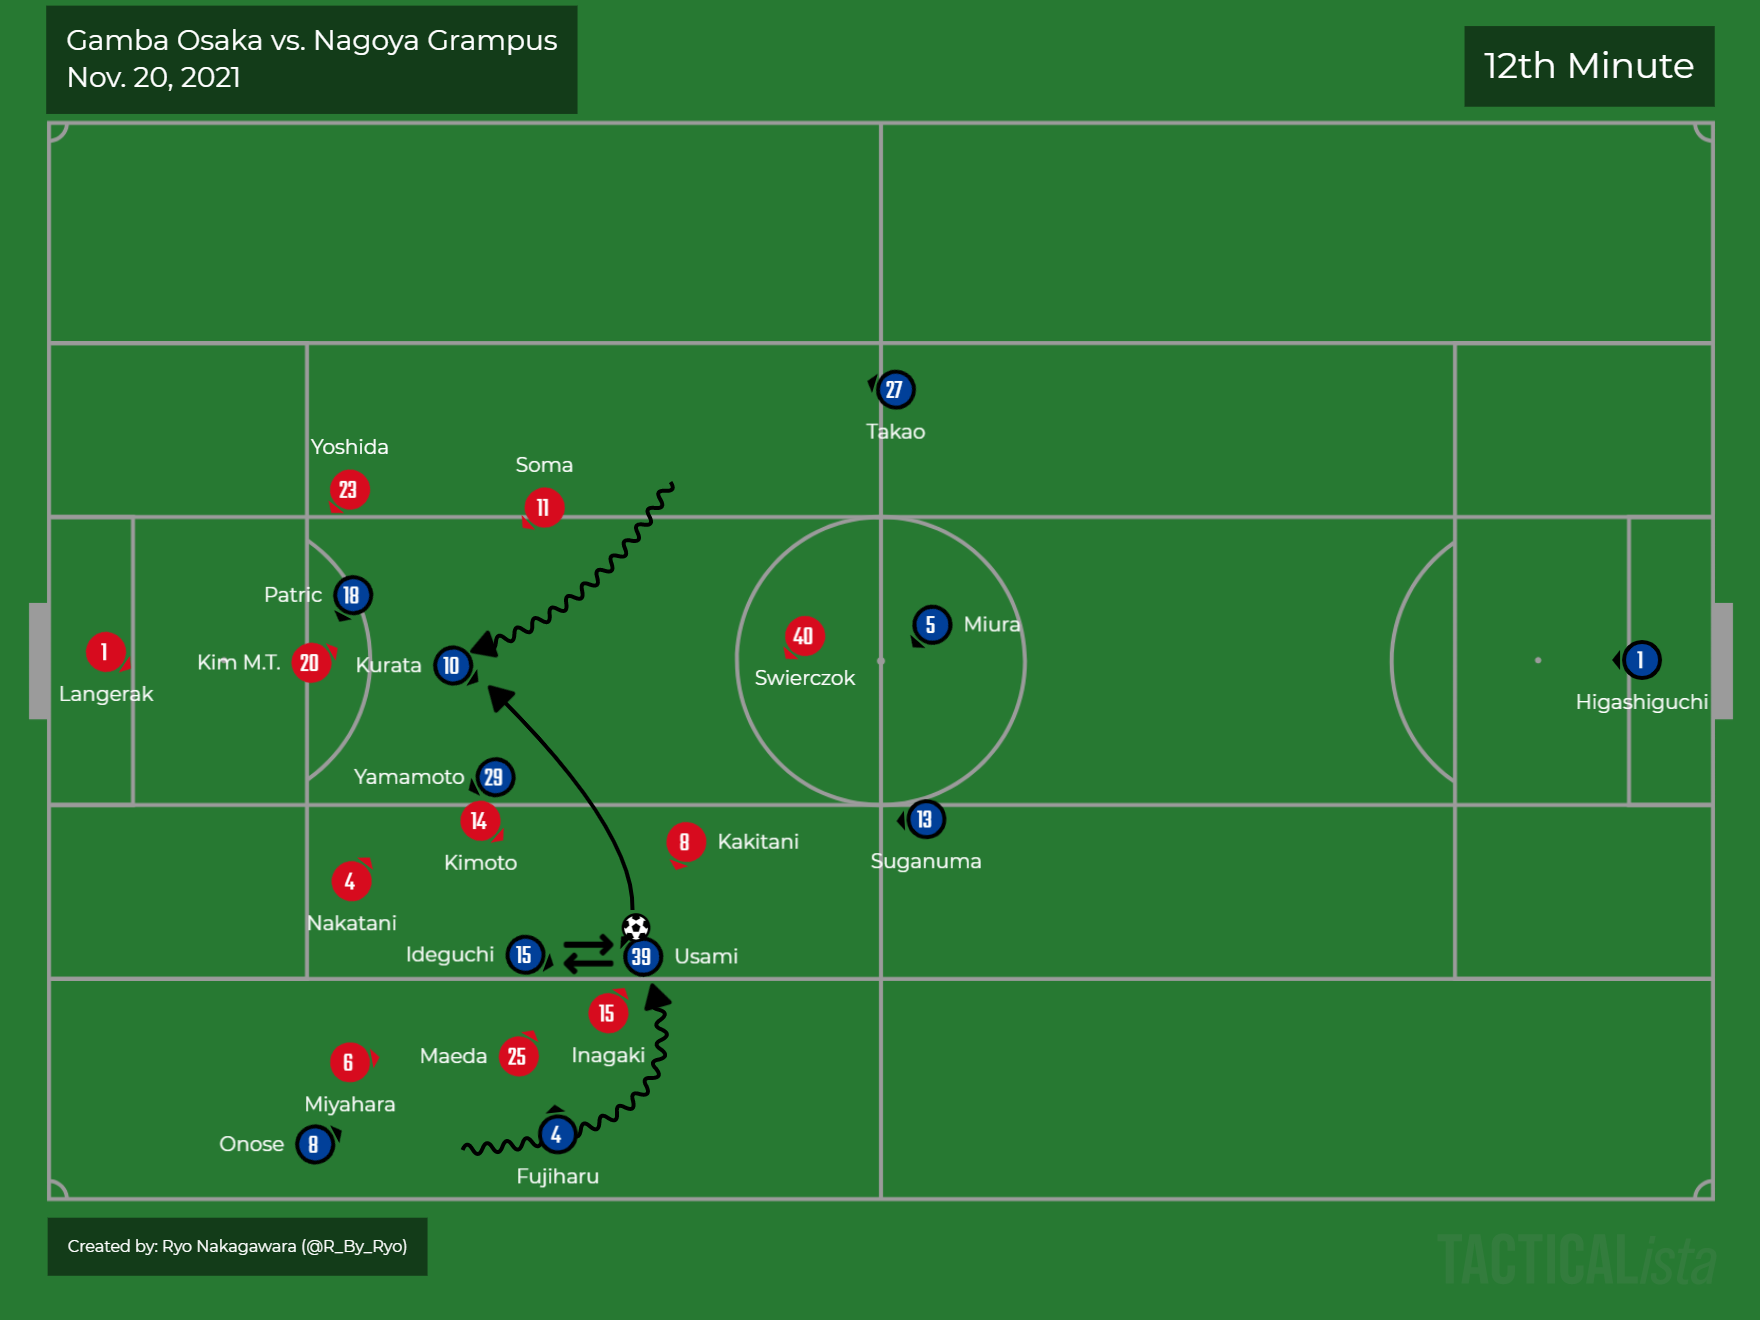 Gamba Osaka vs. Nagoya Grampus
Nov. 20, 2021
12th Minute
27
Takao
Yoshida
23
Soma
11
Patric 18
1
Langerak
Kim M.T. 20
Kurata 10
40
Swierczok
5 Miura
1
Higashiguchi
Yamamoto 29
14
Kimoto
8 Kakitani
13
Suganuma
4
Nakatani
Ideguchi 15
39 Usami
15
Inagaki
Maeda 25
6
Miyahara
Onose 8
4
Fujiharu
Created by: Ryo Nakagawara (@R_By_Ryo)
TACTICALista